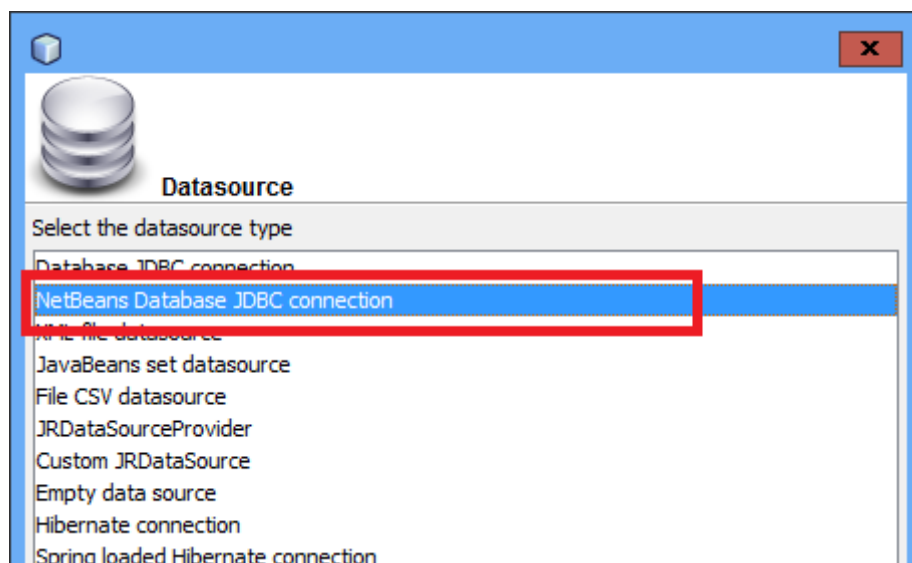 Datasource
Select the datasource type
Database JDBC connection
NetBeans Database JDBC connection
XML file datasource
JavaBeans set datasource
File CSV datasource
JRDataSourceProvider
Custom JRDataSource
Empty data source
Hibernate connection
Spring loaded Hibernate connection